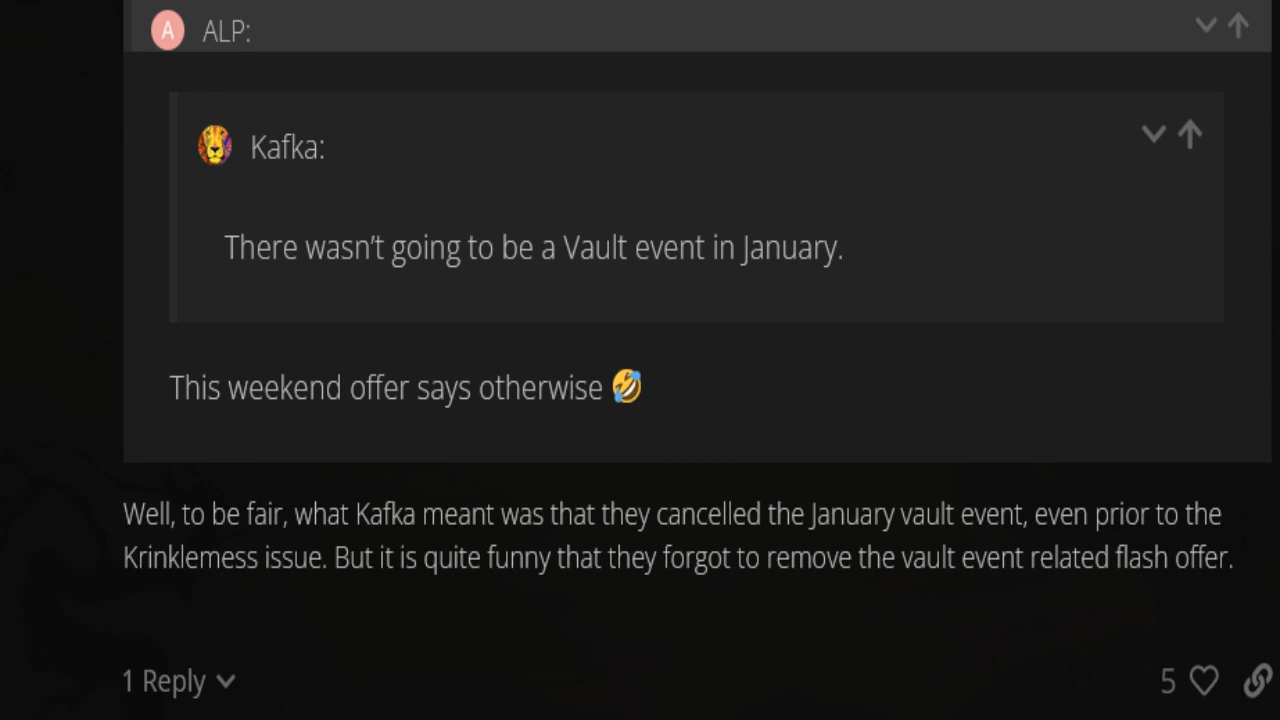 A ALP:
Kafka:
There wasn't going to be a Vault event in January.
This weekend offer says otherwise 🤣
Well, to be fair, what Kafka meant was that they cancelled the January vault event, even prior to the
Krinklemess issue. But it is quite funny that they forgot to remove the vault event related flash offer.
1 Reply
5